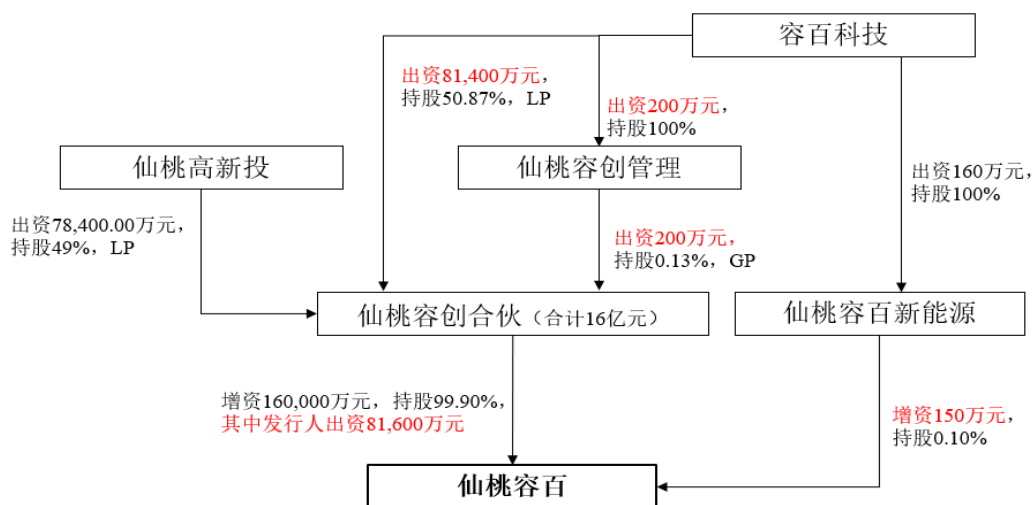 容百科技
出资81,400万元，
持股50.87%，LP
出资200万元，
持股100%
仙桃高新投
仙桃容创管理
出资160万元，
持股100%
出资78,400.00万元，
持股49%，LP
出资200万元，
持股0.13%，GP
仙桃容创合伙（合计16亿元）
仙桃容百新能源
增资160,000万元，持股99.90%，
其中发行人出资81,600万元
增资150万元，
持股0.10%
仙桃容百